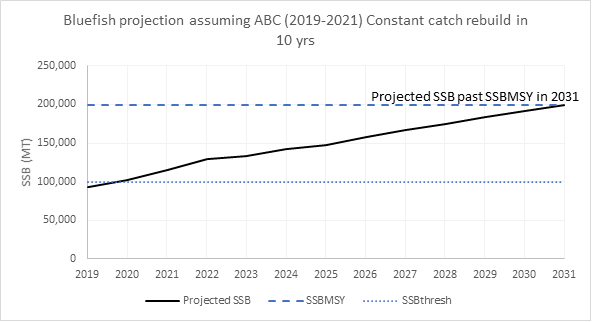 Bluefish projection assuming ABC (2019-2021) Constant catch rebuild in
10 yrs
250,000
200,000
150,000
100,000
50,000
0
SSB (MT)
Projected SSB past SSBMSY in 2031
2019 2020 2021 2022 2023 2024 2025 2026 2027 2028 2029 2030 2031
Projected SSB SSBMSY SSBthresh